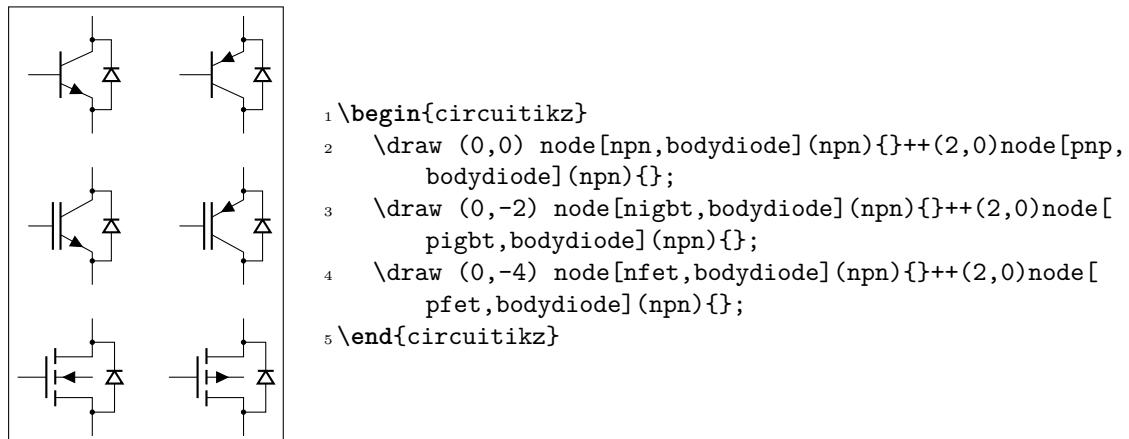 1 \begin{circuitikz}
2 \draw (0,0) node[npn,bodydiode](npn){}++(2,0)node[pnp,
bodydiode](npn){};
3 \draw (0,-2) node[nigbt,bodydiode](npn){}++(2,0)node[
pigbt,bodydiode](npn){};
4 \draw (0,-4) node[nfet,bodydiode](npn){}++(2,0)node[
pfet,bodydiode](npn){};
5 \end{circuitikz}